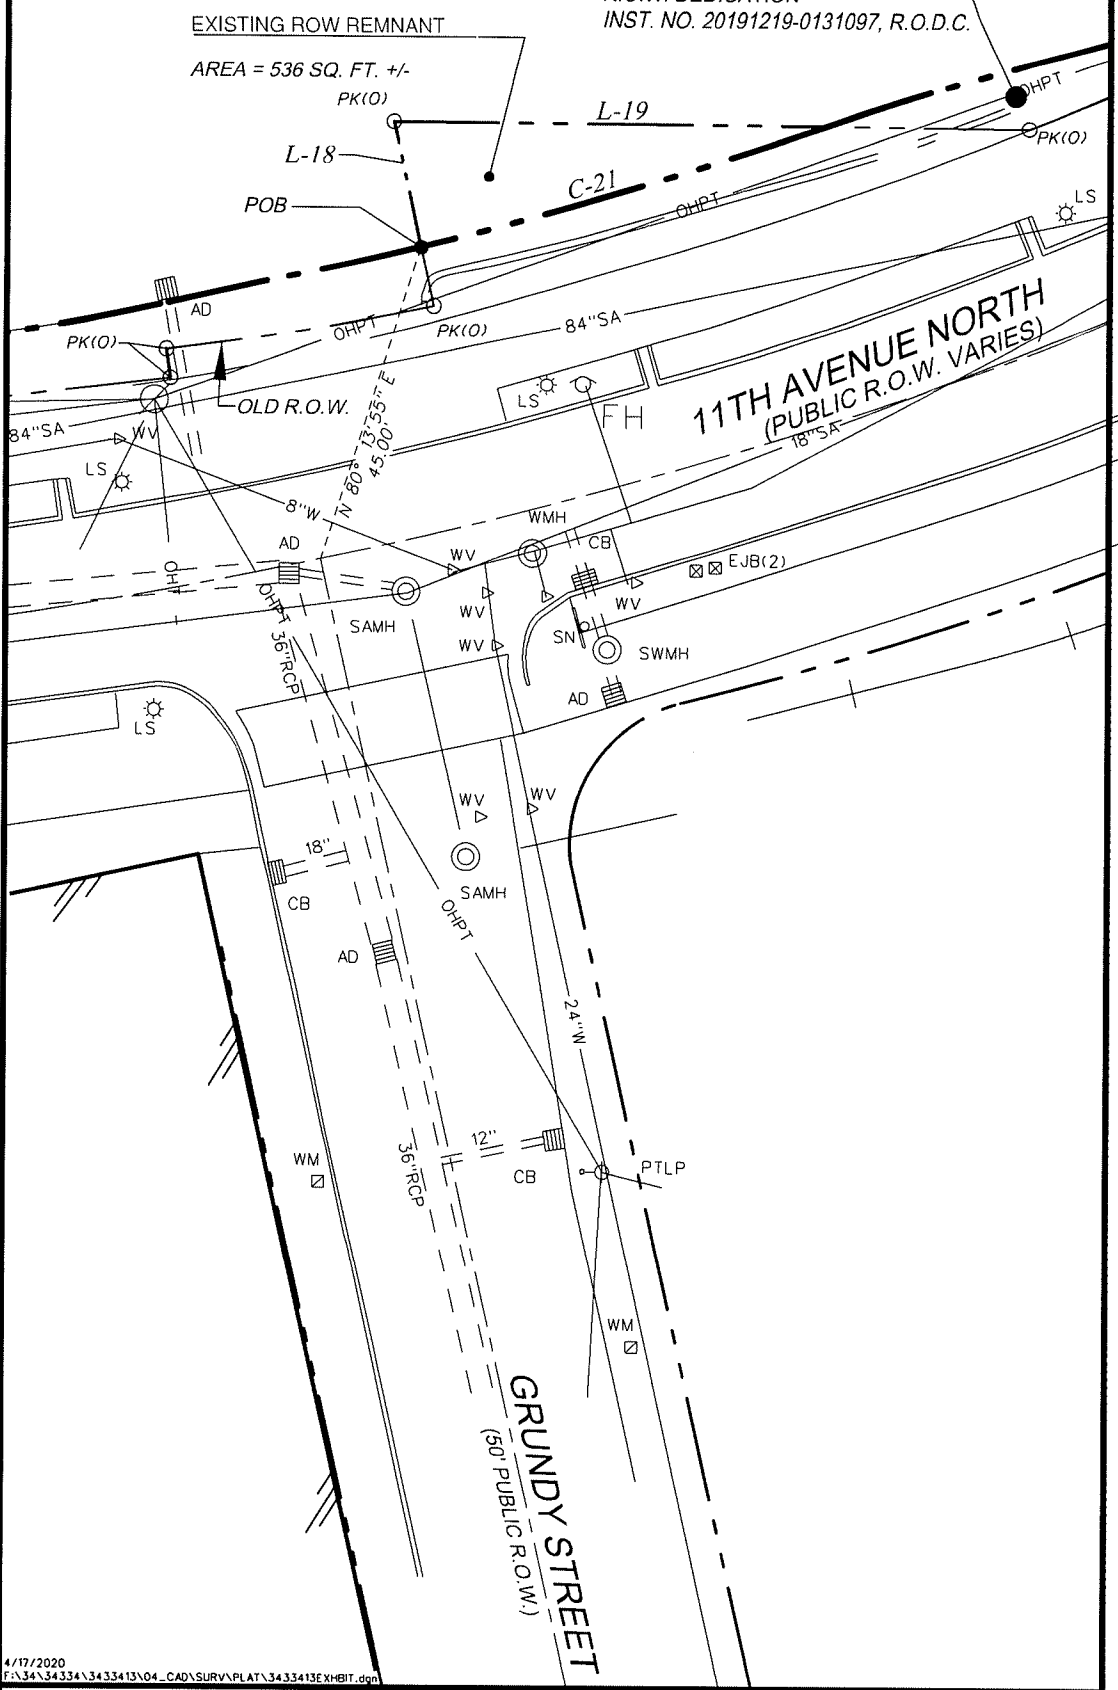 EXISTING ROW REMNANT
INST. NO. 20191219-0131097, R.O.D.C.
AREA = 536 SQ. FT. +/-
PK(O)
OHPT
L-19
PK(O)
L-18
C-21
POB
OHPT
LS
AD
OHPT
PK(O)
84"SA
PK(O)
11TH AVENUE NORTH
(PUBLIC R.O.W. VARIES)
OLD R.O.W.
LS
FH
84"SA
WV
18"SA
N 80° 13'55" E
45.00'
LS
8"W
WMH
AD
WV
CB
EJB(2)
OHPT
WV
WV
SAMH
SN
36"RCP
WV
SWMH
AD
LS
WV
WV
18"
SAMH
CB
OHPT
AD
24"W
12"
36"RCP
WM
CB
PTLP
WM
GRUNDY STREET
(50' PUBLIC R.O.W.)
4/17/2020
F:\34\34334\3433413\04_CAD\SURV\PLAT\3433413EXHBIT.dgn